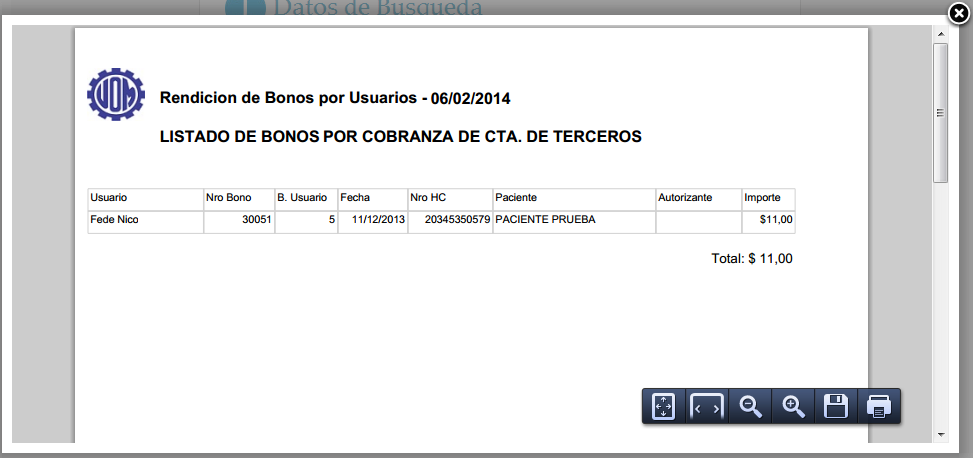 Datos de Busqueda
UOM
Rendicion de Bonos por Usuarios - 06/02/2014
LISTADO DE BONOS POR COBRANZA DE CTA. DE TERCEROS
Usuario Nro Bono B. Usuario Fecha Nro HC Paciente Autorizante Importe
Fede Nico 30051 5 11/12/2013 20345350579 PACIENTE PRUEBA $11,00
Total: $ 11,00